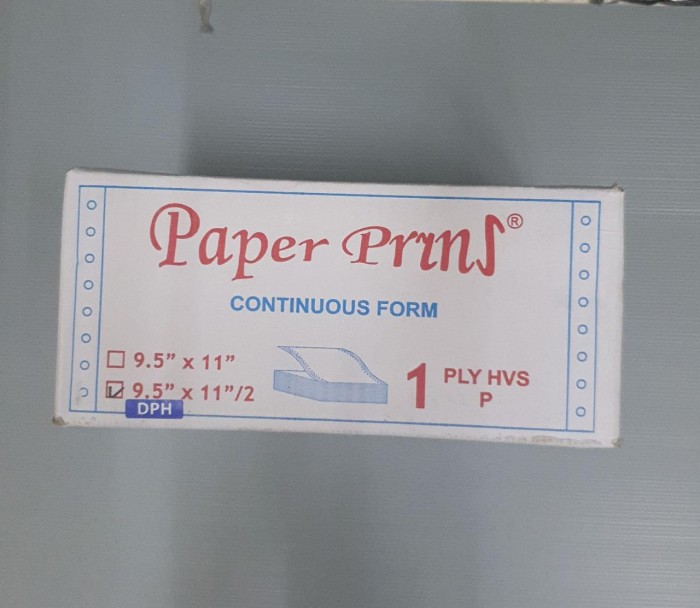 Paper Prins®
CONTINUOUS FORM
9.5” x 11”
9.5” x 11”/2
DPH
1 PLY HVS
P